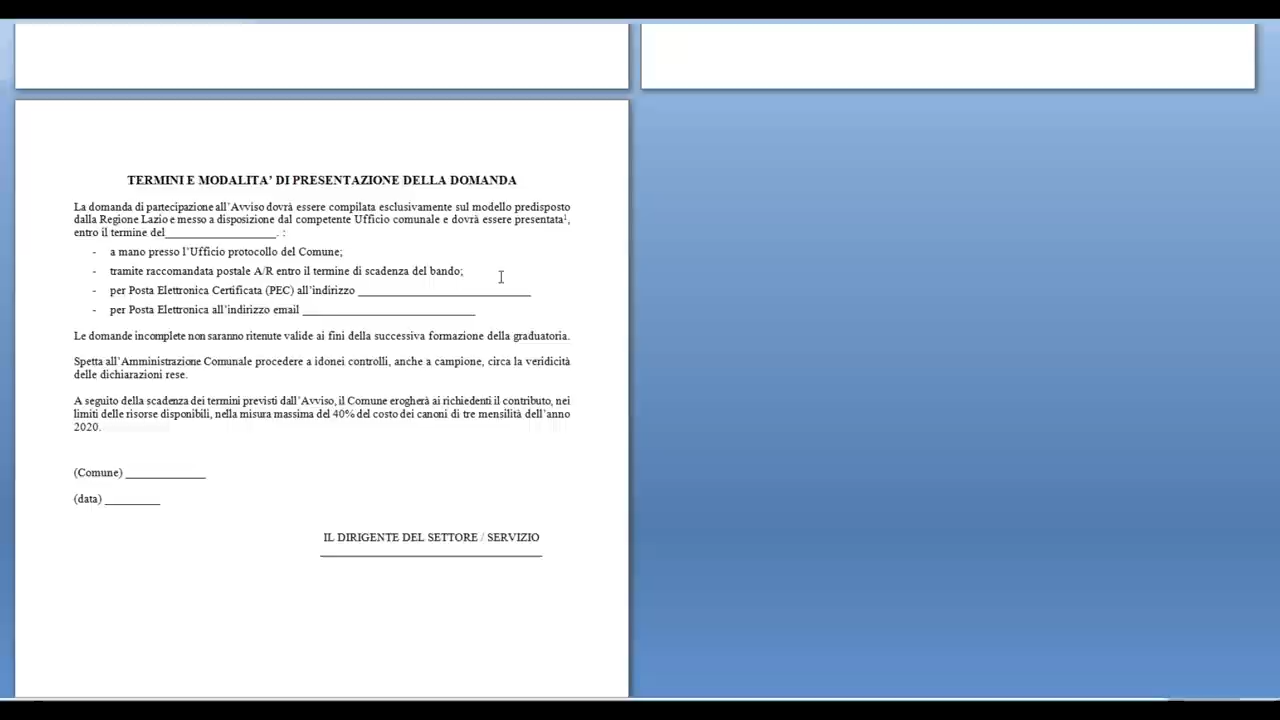 TERMINI E MODALITA' DI PRESENTAZIONE DELLA DOMANDA
La domanda di partecipazione all'Avviso dovrà essere compilata esclusivamente sul modello predisposto
dalla Regione Lazio e messo a disposizione dal competente Ufficio comunale e dovrà essere presentata¹,
entro il termine del____________________. :
- a mano presso l'Ufficio protocollo del Comune;
- tramite raccomandata postale A/R entro il termine di scadenza del bando;
- per Posta Elettronica Certificata (PEC) all'indirizzo _______________________________
- per Posta Elettronica all'indirizzo email _______________________________
Le domande incomplete non saranno ritenute valide ai fini della successiva formazione della graduatoria.
Spetta all'Amministrazione Comunale procedere a idonei controlli, anche a campione, circa la veridicità
delle dichiarazioni rese.
A seguito della scadenza dei termini previsti dall'Avviso, il Comune erogherà ai richiedenti il contributo, nei
limiti delle risorse disponibili, nella misura massima del 40% del costo dei canoni di tre mensilità dell'anno
2020.
(Comune) ______________
(data) __________
IL DIRIGENTE DEL SETTORE / SERVIZIO
________________________________________